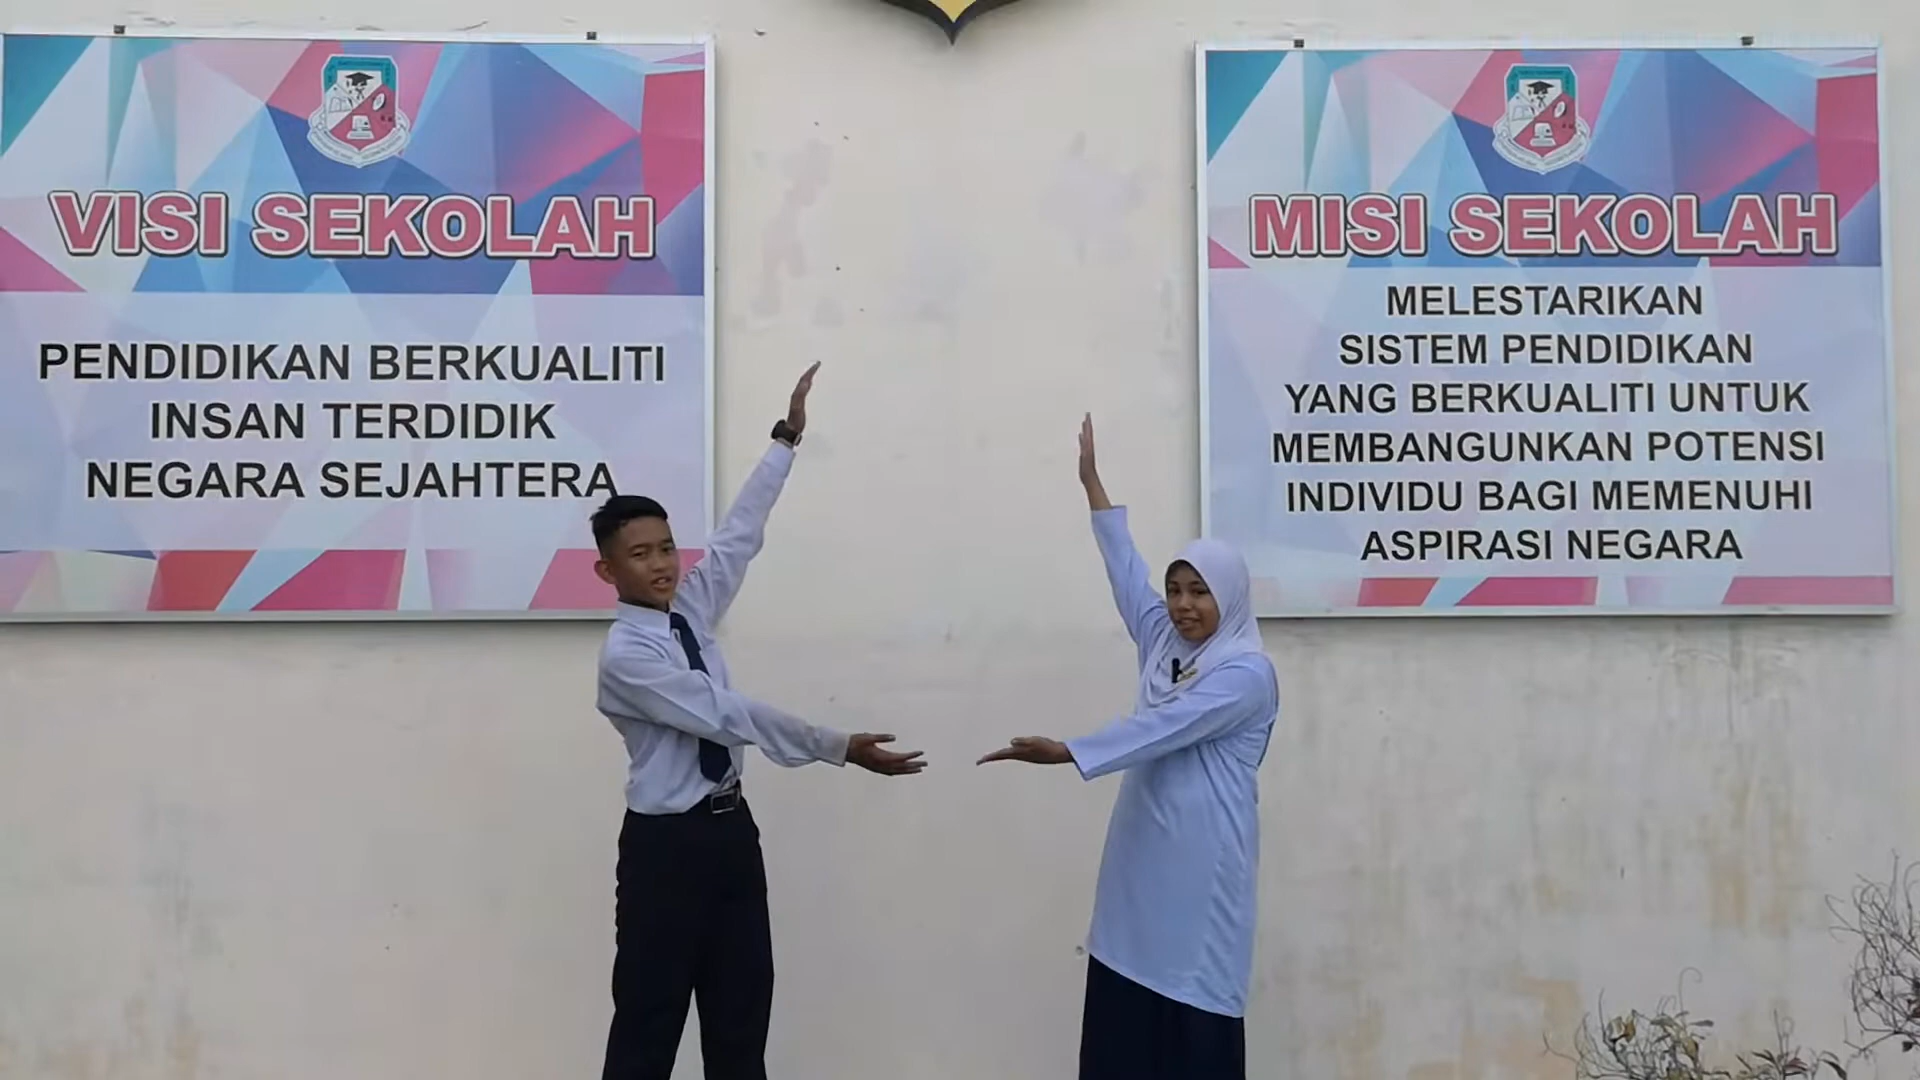 VISI SEKOLAH
PENDIDIKAN BERKUALITI
INSAN TERDIDIK
NEGARA SEJAHTERA
MISI SEKOLAH
MELESTARIKAN
SISTEM PENDIDIKAN
YANG BERKUALITI UNTUK
MEMBANGUNKAN POTENSI
INDIVIDU BAGI MEMENUHI
ASPIRASI NEGARA